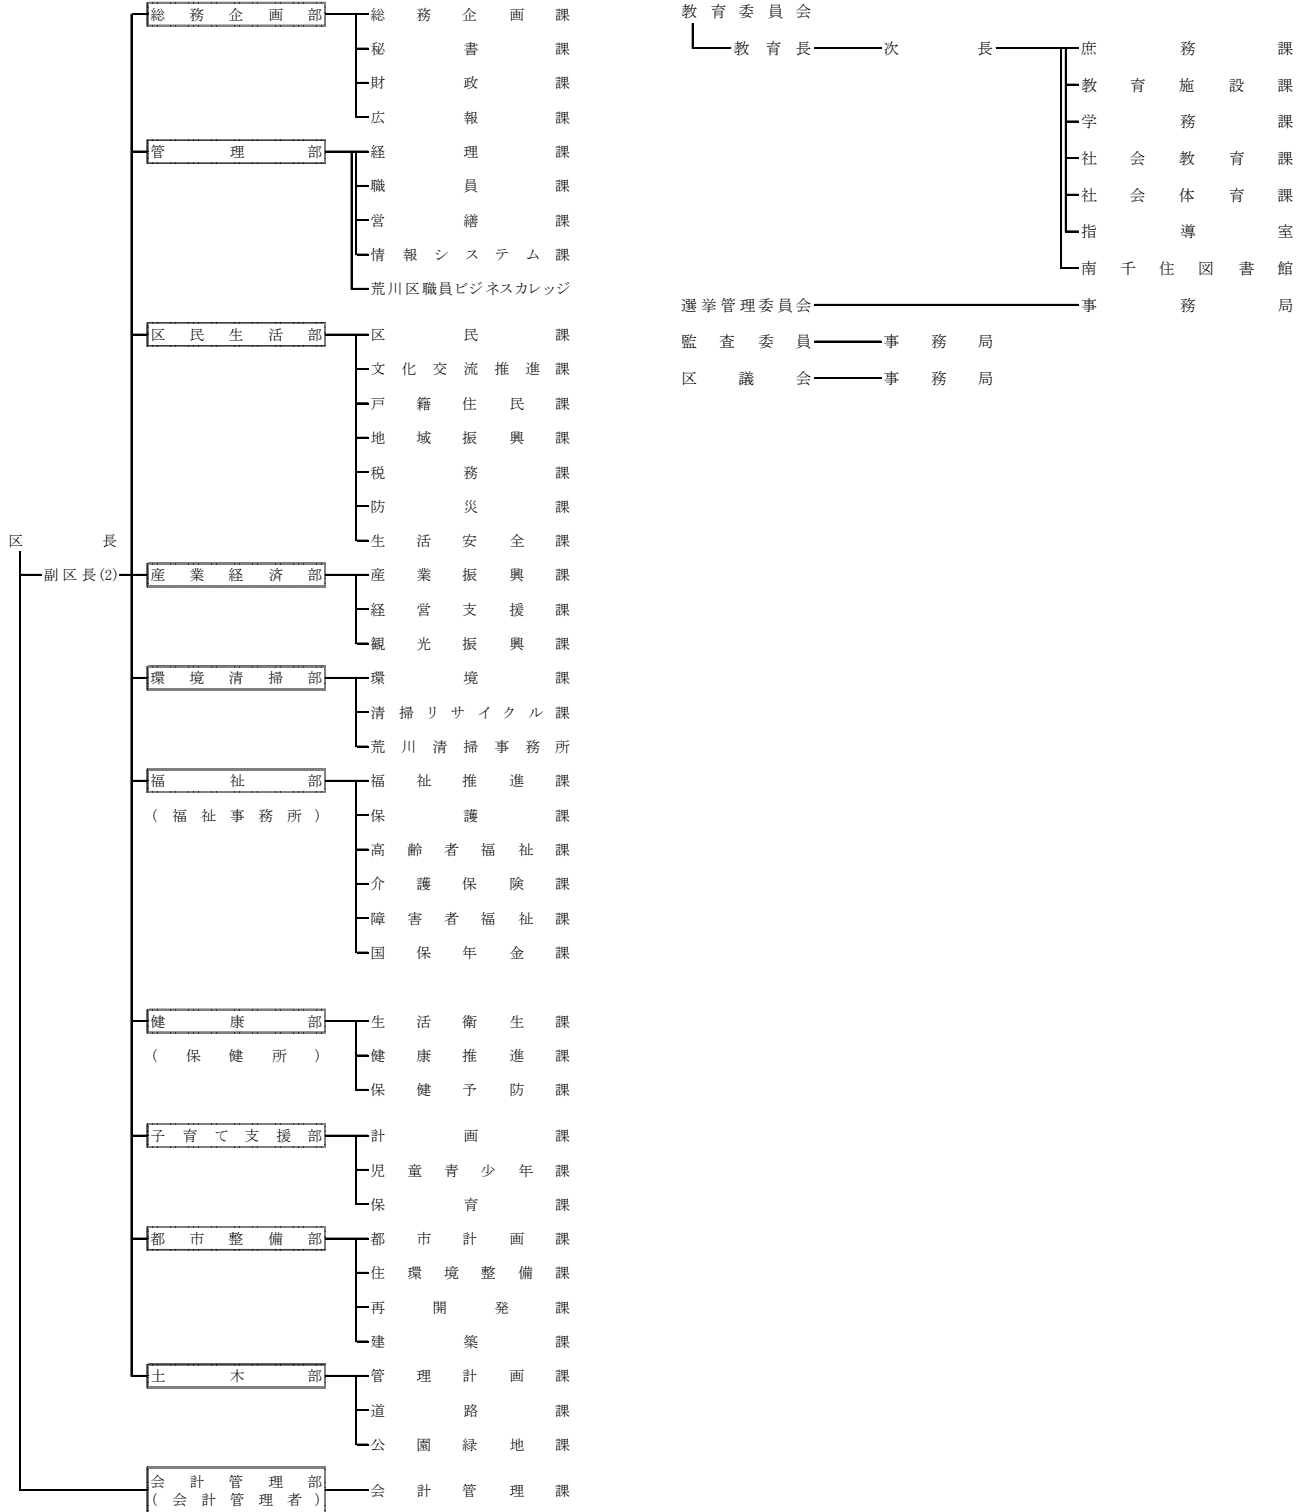 総務企画部
総務企画課
秘書課
財政課
広報課
管理部
経理課
職員課
営繕課
情報システム課
荒川区職員ビジネスカレッジ
区民生活部
区民課
文化交流推進課
戸籍住民課
地域振興課
税務課
防災課
生活安全課
区長
副区長(2)
産業経済部
産業振興課
経営支援課
観光振興課
環境清掃部
環境課
清掃リサイクル課
荒川清掃事務所
福祉部
福祉推進課
(福祉事務所)
保護課
高齢者福祉課
介護保険課
障害者福祉課
国保年金課
健康部
生活衛生課
(保健所)
健康推進課
保健予防課
子育て支援部
計画課
児童青少年課
保育課
都市整備部
都市計画課
住環境整備課
再開発課
建築課
土木部
管理計画課
道路課
公園緑地課
会計管理部
(会計管理者)
会計管理課
教育委員会
教育長
次長
庶務課
教育施設課
学務課
社会教育課
社会体育課
指導室
南千住図書館
選挙管理委員会
事務局
監査委員
事務局
区議会
事務局